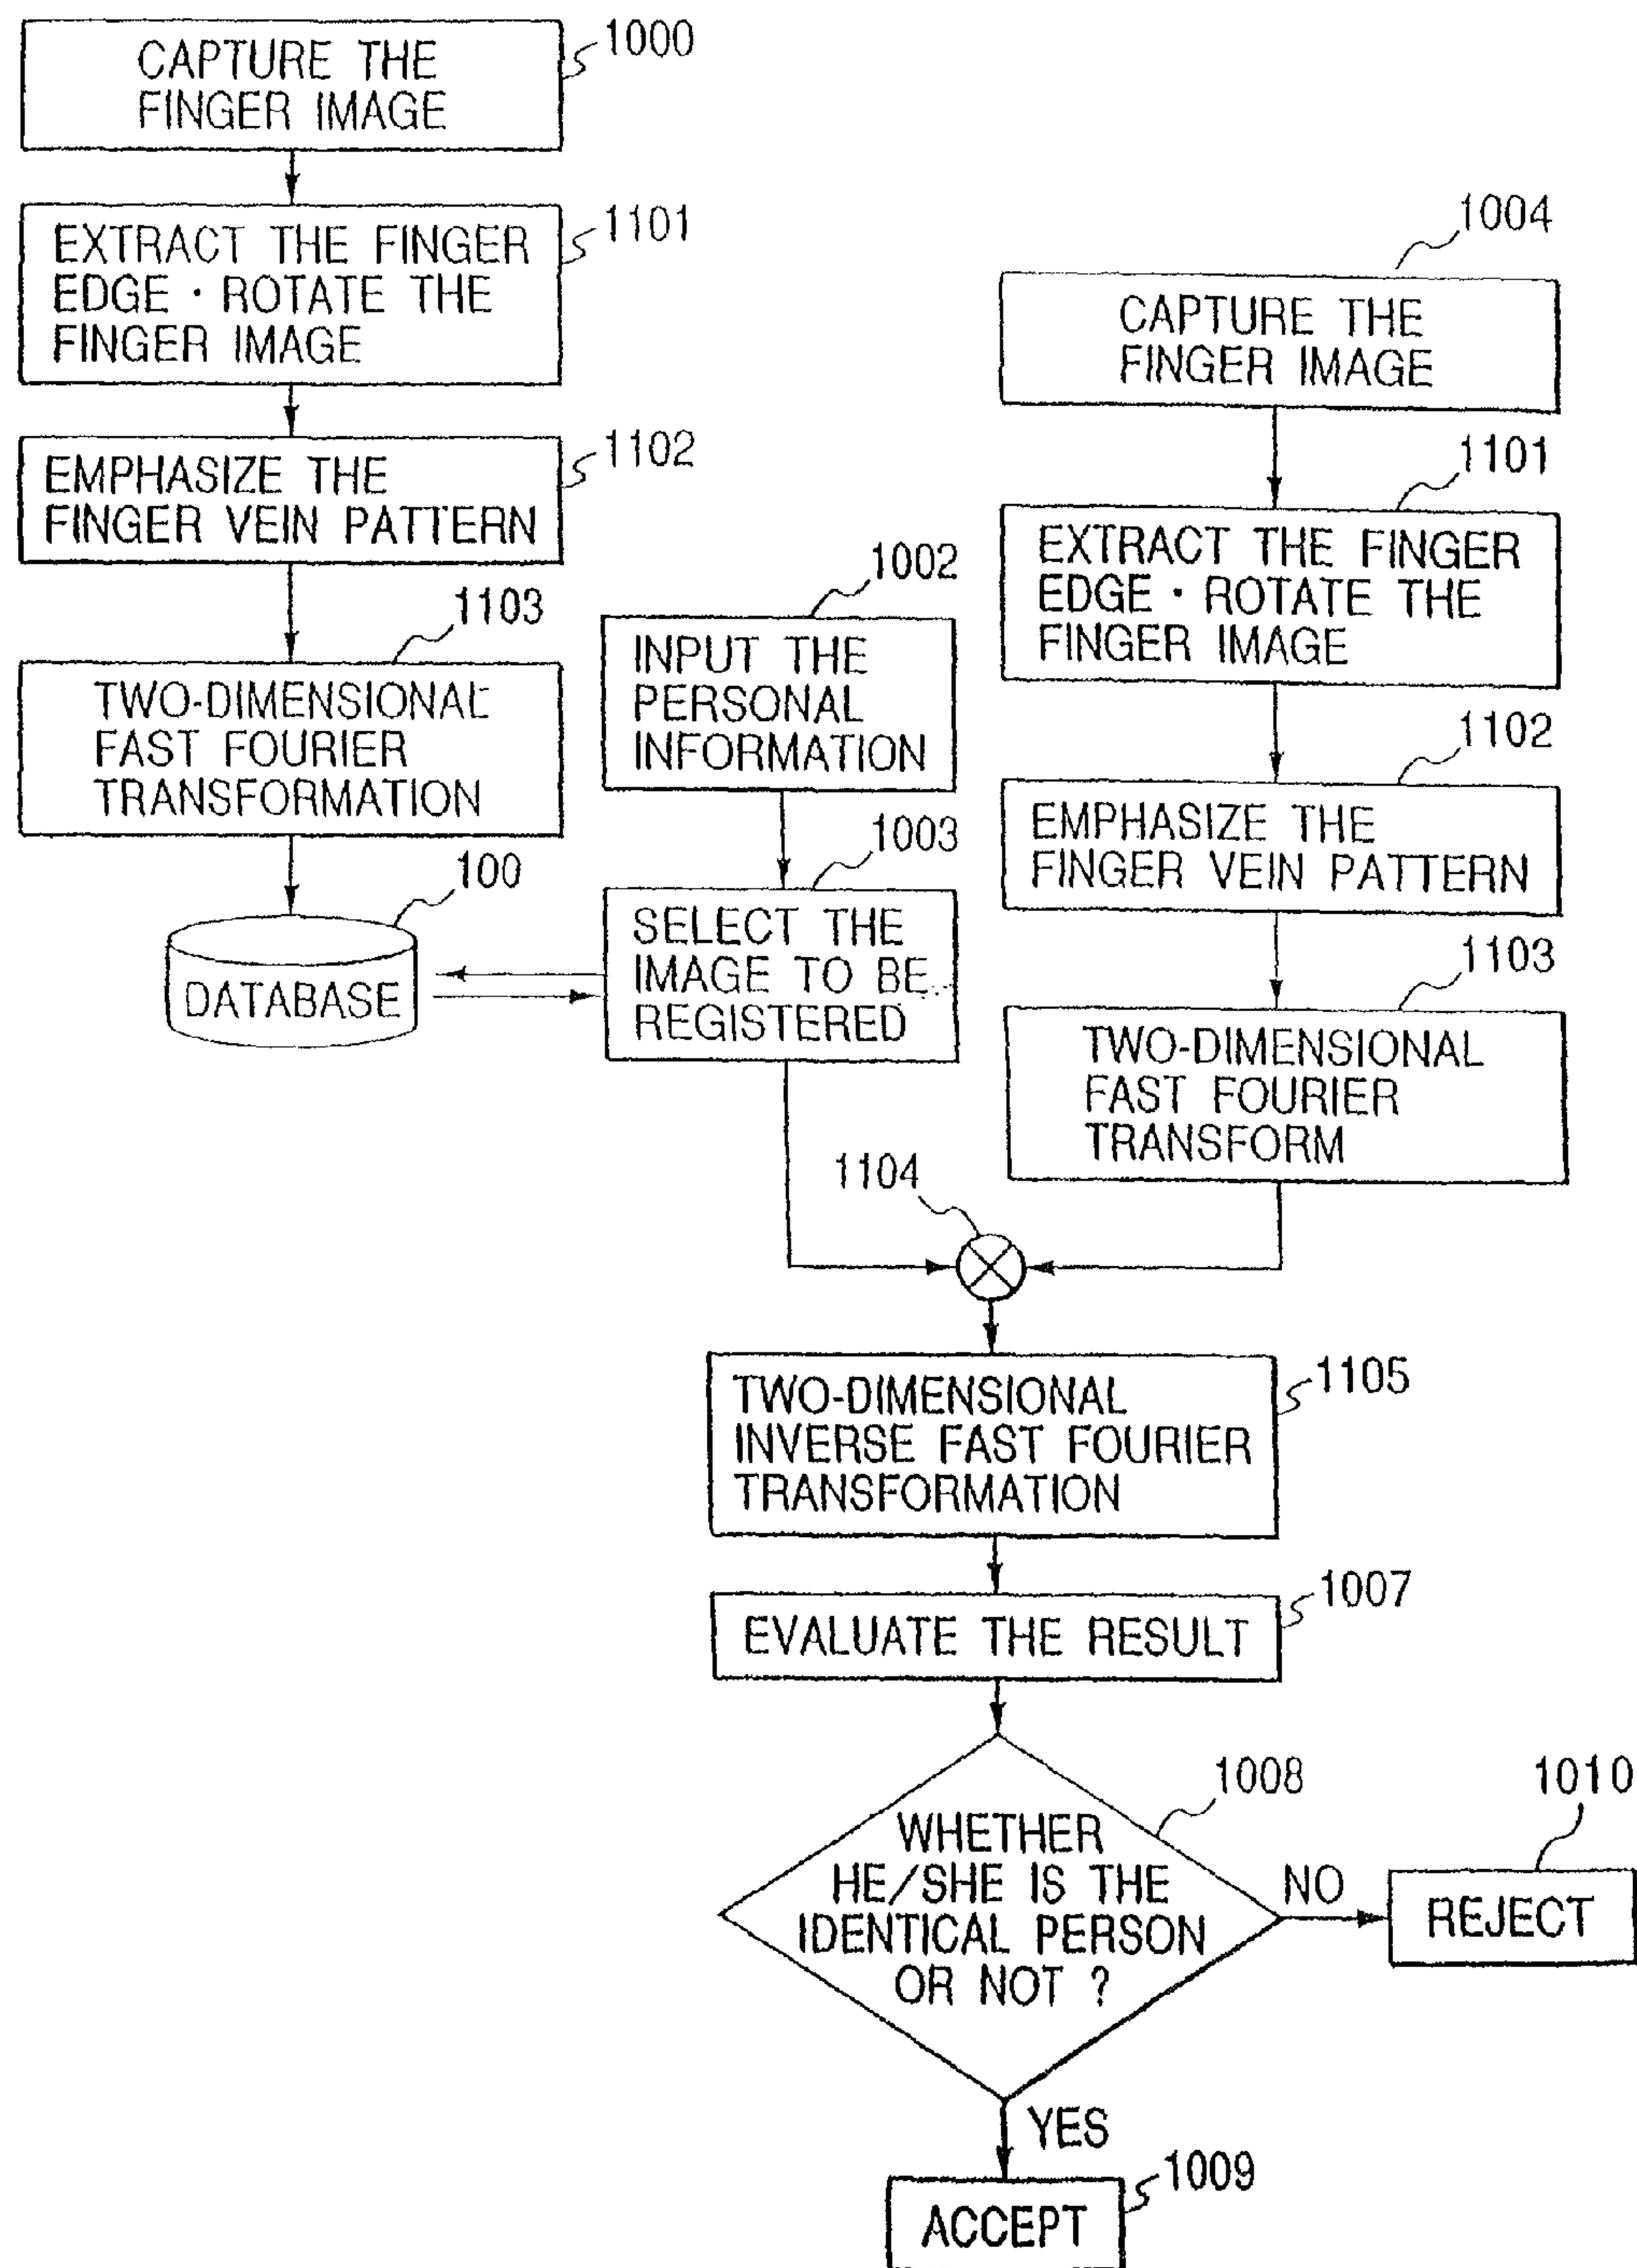 CAPTURE THE
FINGER IMAGE
1000
EXTRACT THE FINGER
EDGE · ROTATE THE
FINGER IMAGE
1101
EMPHASIZE THE
FINGER VEIN PATTERN
1102
TWO-DIMENSIONAL
FAST FOURIER
TRANSFORMATION
1103
DATABASE
100
INPUT THE
PERSONAL
INFORMATION
1002
SELECT THE
IMAGE TO BE
REGISTERED
1003
CAPTURE THE
FINGER IMAGE
1004
EXTRACT THE FINGER
EDGE · ROTATE THE
FINGER IMAGE
1101
EMPHASIZE THE
FINGER VEIN PATTERN
1102
TWO-DIMENSIONAL
FAST FOURIER
TRANSFORM
1103
1104
TWO-DIMENSIONAL
INVERSE FAST FOURIER
TRANSFORMATION
1105
EVALUATE THE RESULT
1007
WHETHER
HE/SHE IS THE
IDENTICAL PERSON
OR NOT ?
1008
NO
REJECT
1010
YES
ACCEPT
1009